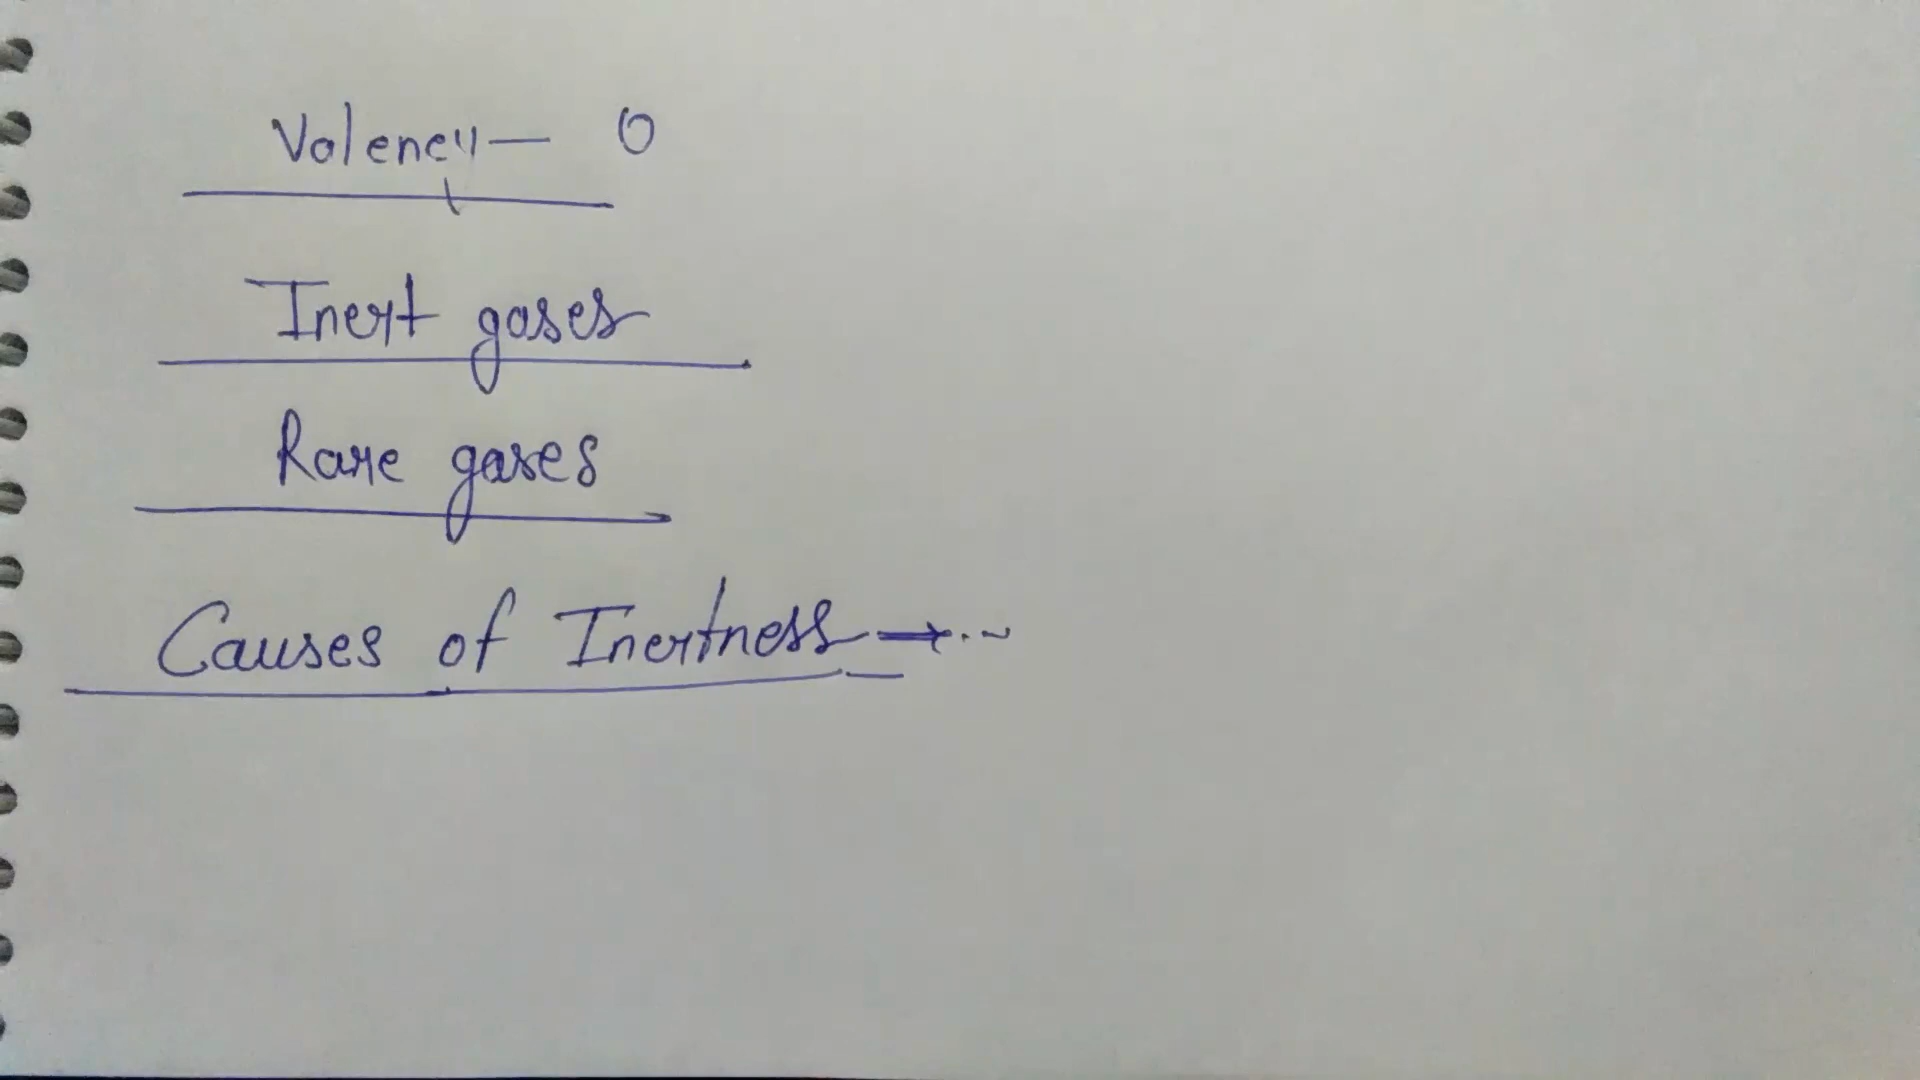 Valency - 0
Inert gases
Rare gases
Causes of Inertness →..~